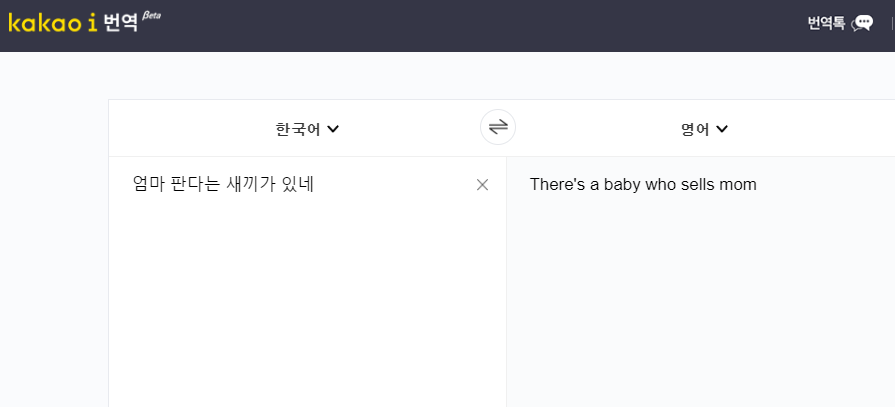 kakao i 번역 βeta
번역톡
한국어
영어
엄마 판다는 새끼가 있네
There's a baby who sells mom